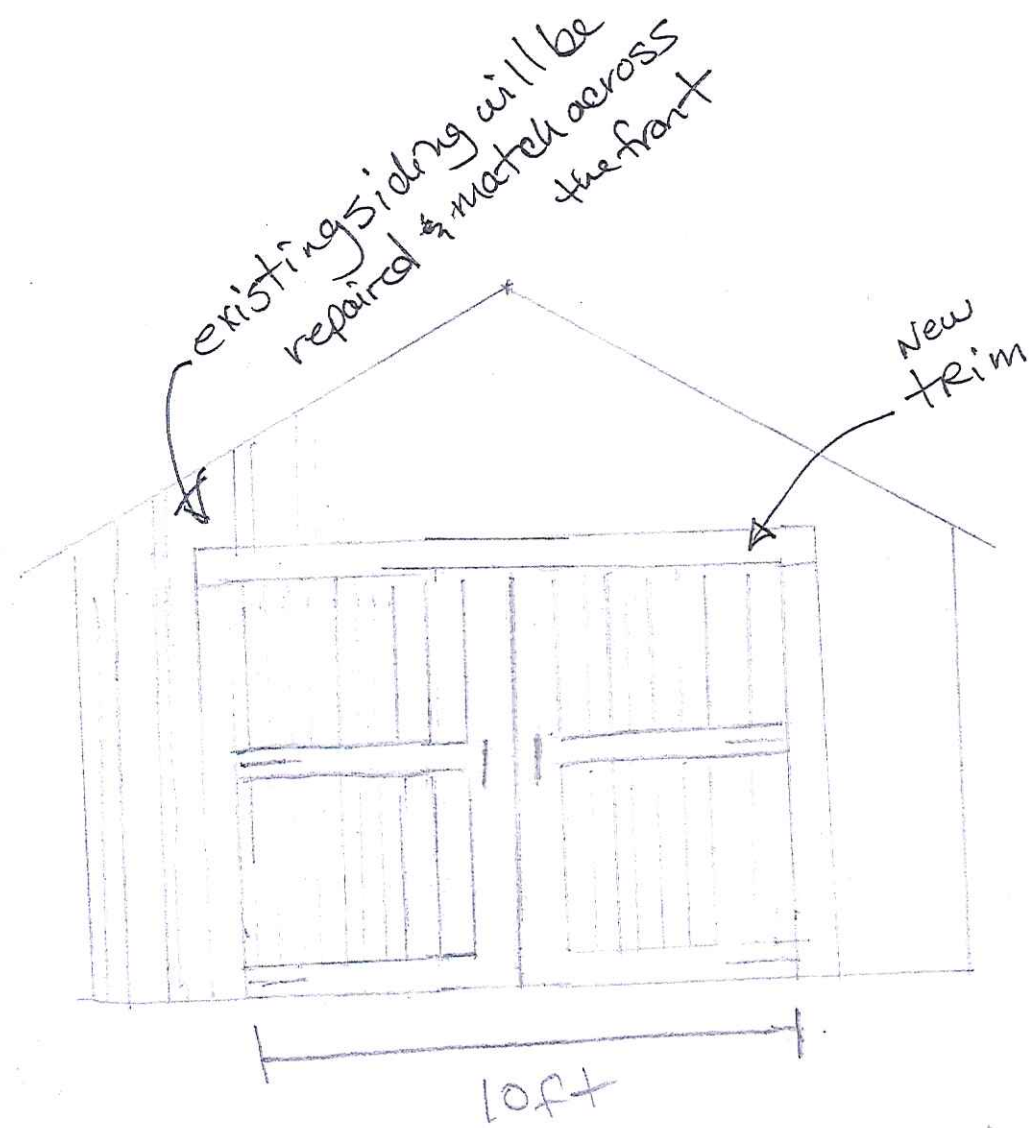 existing siding will be
repaired & match across
the front
New
tRim
10ft